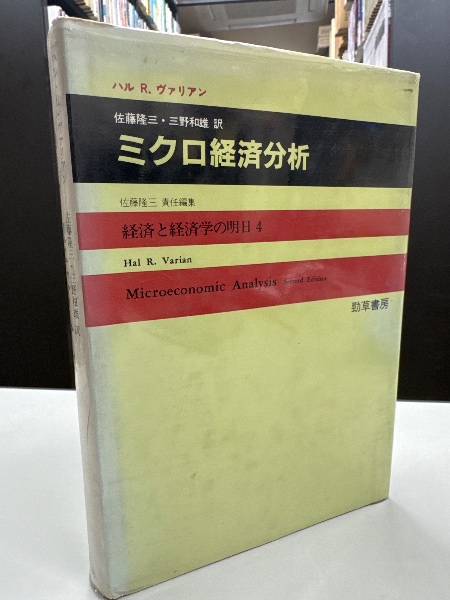 ハル R. ヴァリアン
佐藤隆三・三野和雄 訳
ミクロ経済分析
佐藤隆三 責任編集
経済と経済学の明日 4
Hal R. Varian
Microeconomic Analysis Second Edition
勁草書房